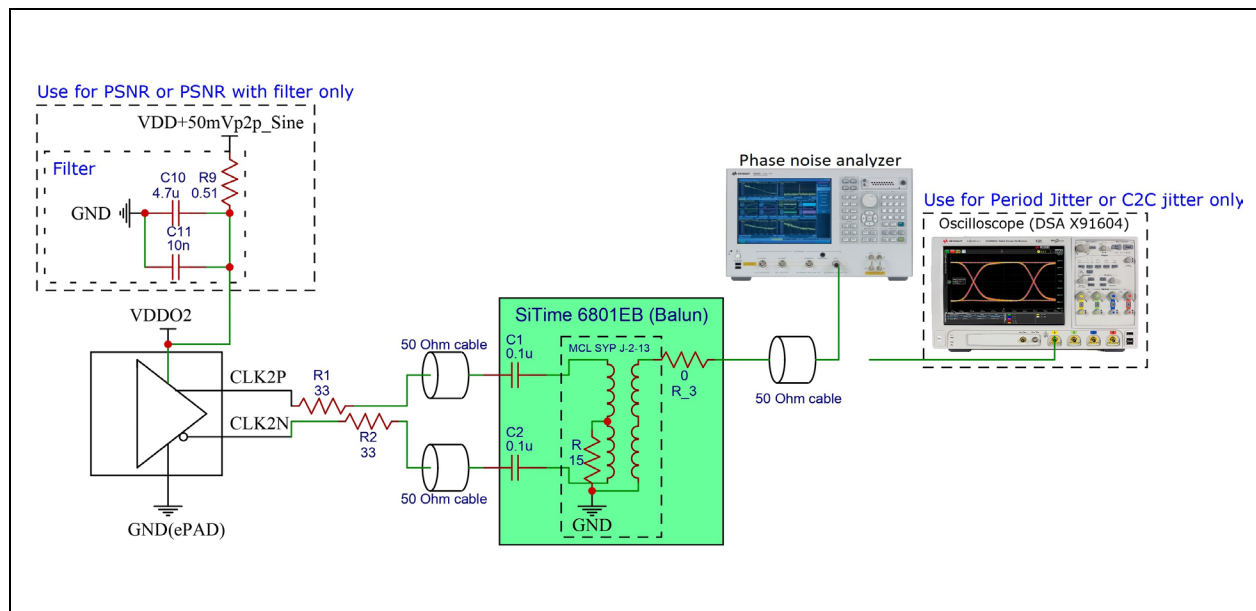 Use for PSNR or PSNR with filter only
VDD+50mVp2p_Sine
Filter
C10
4.7u
R9
0.51
GND
C11
10n
VDDO2
CLK2P
CLK2N
R1
33
R2
33
GND(ePAD)
50 Ohm cable
50 Ohm cable
SiTime 6801EB (Balun)
C1
0.1u
C2
0.1u
MCL SYP J-2-13
R
15
GND
0
R_3
50 Ohm cable
Phase noise analyzer
Use for Period Jitter or C2C jitter only
Oscilloscope (DSA X91604)